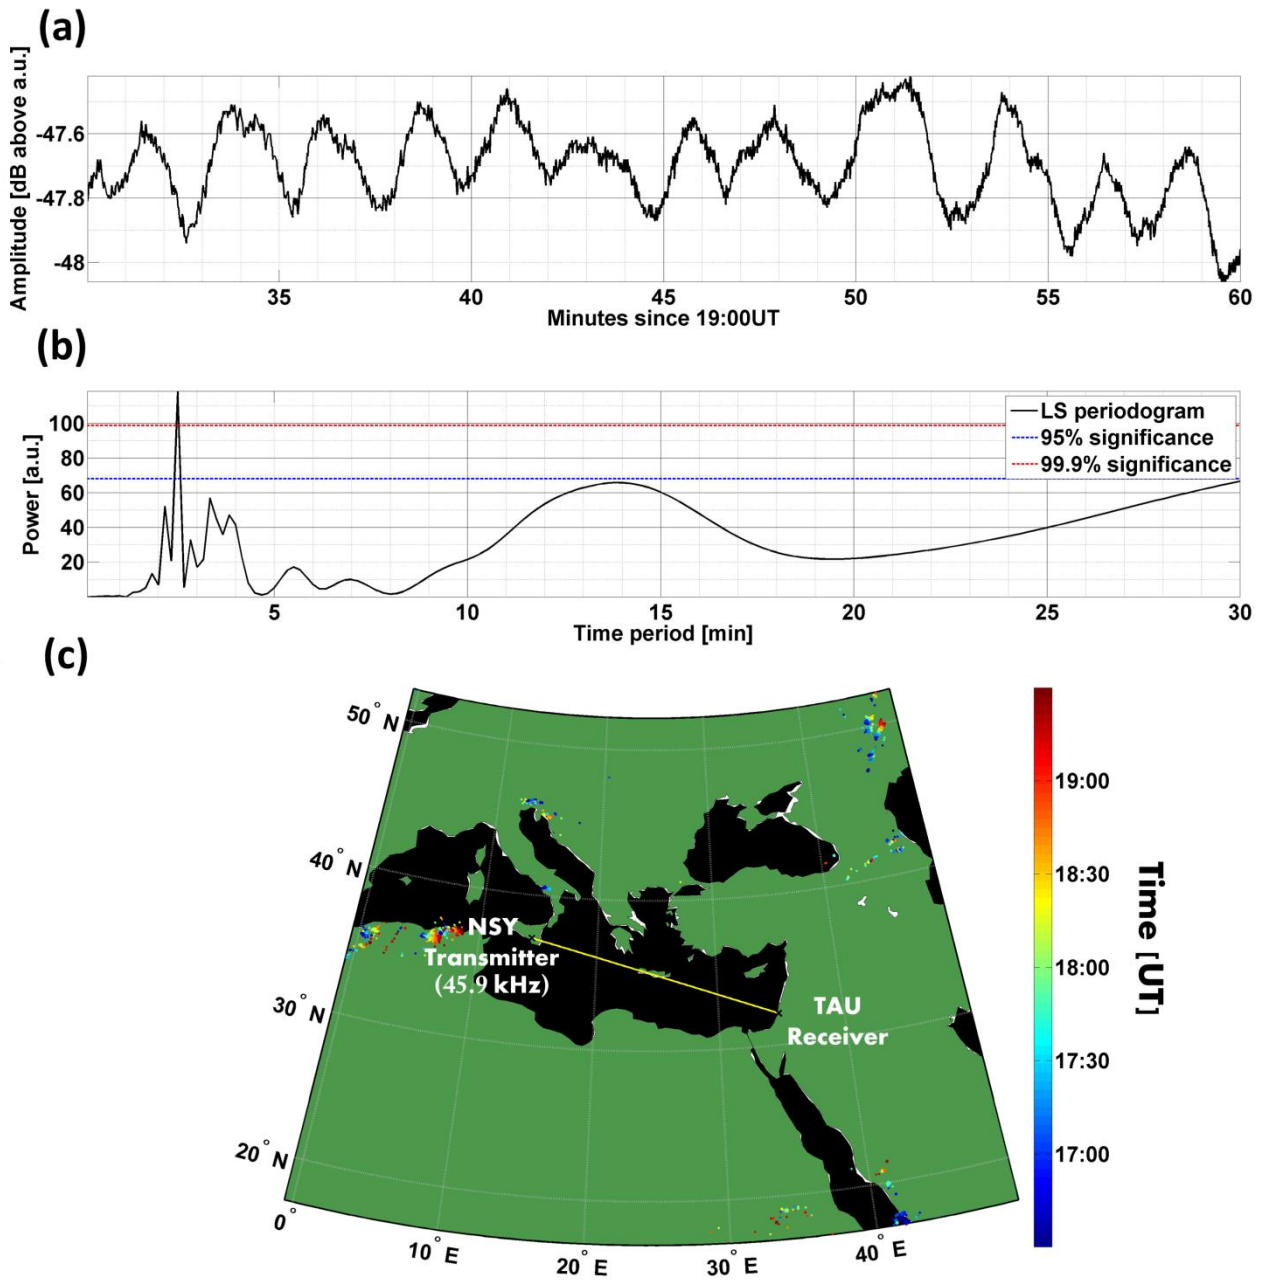 (a)
Amplitude [dB above a.u.]
-47.6
-47.8
-48
35
40
45
50
55
60
Minutes since 19:00UT
(b)
Power [a.u.]
100
80
60
40
20
LS periodogram
95% significance
99.9% significance
5
10
15
20
25
30
Time period [min]
(c)
50° N
40° N
30° N
20° N
0°
10° E
20° E
30° E
40° E
NSY
Transmitter
(45.9 kHz)
TAU
Receiver
19:00
18:30
18:00
17:30
17:00
Time [UT]